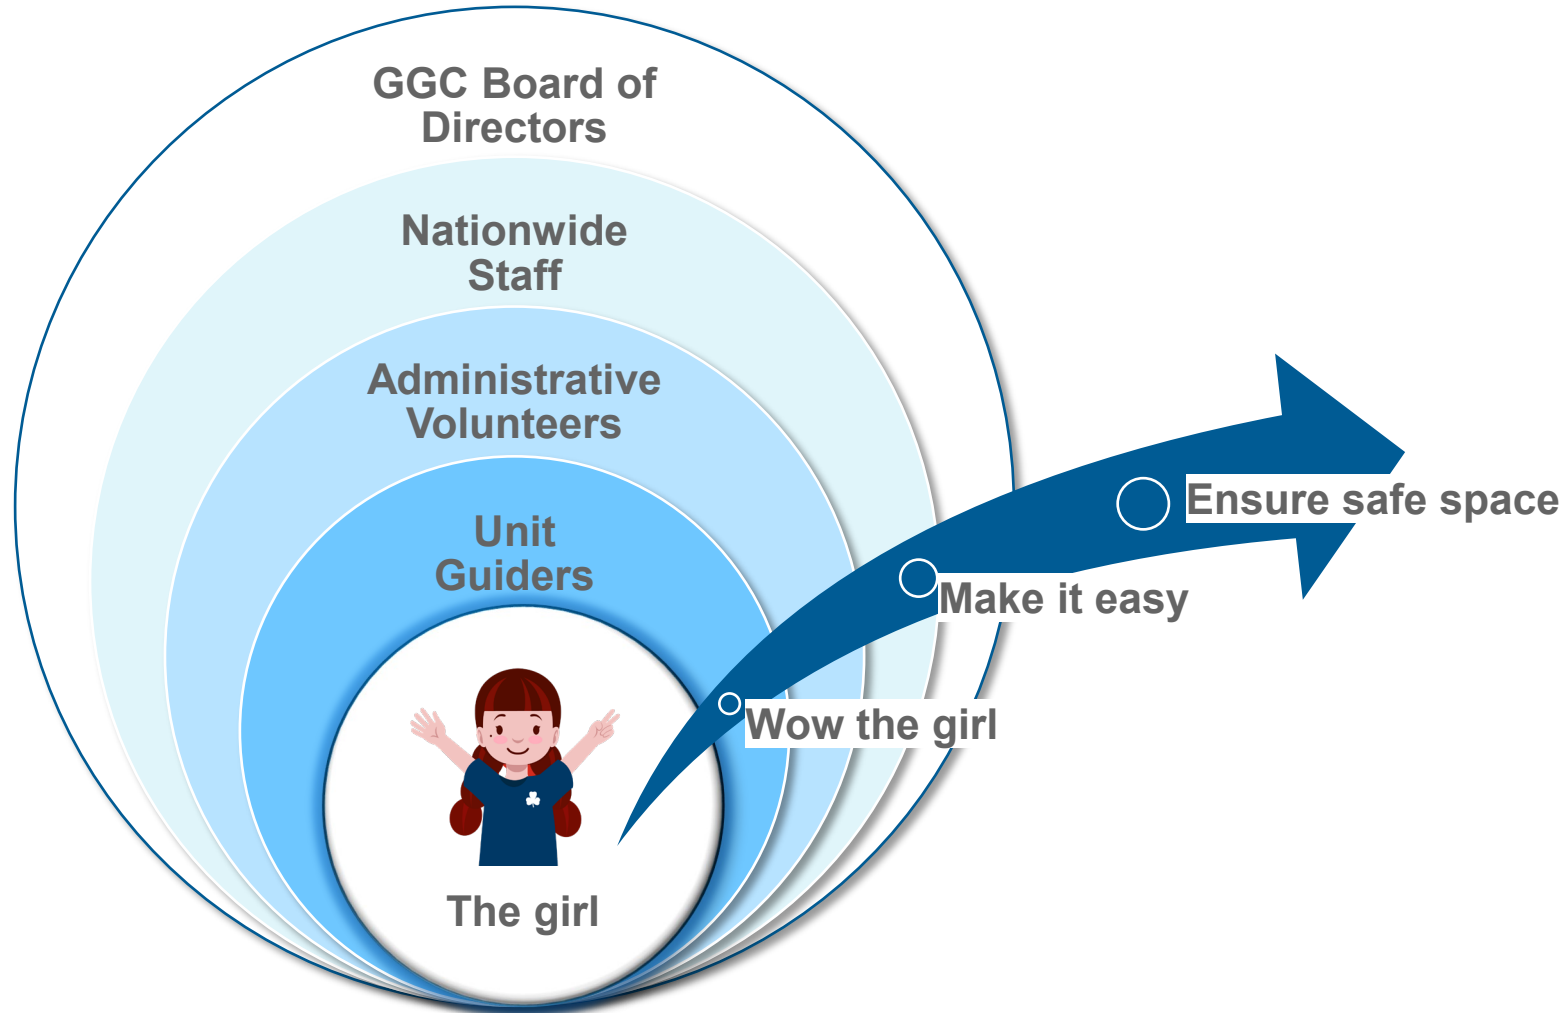 GGC Board of
Directors
Nationwide
Staff
Administrative
Volunteers
Unit
Guiders
The girl
Wow the girl
Make it easy
Ensure safe space